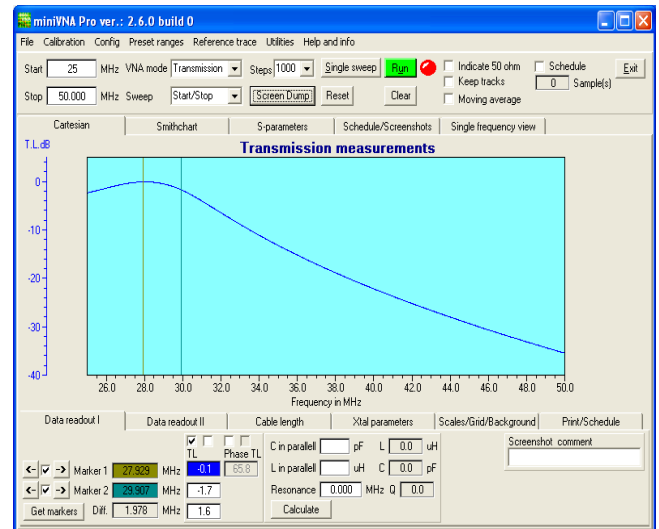 miniVNA Pro ver.: 2.6.0 build 0
File Calibration Config Preset ranges Reference trace Utilities Help and info
Start 25 MHz VNA mode Transmission Steps 1000 Single sweep Run Indicate 50 ohm Schedule Exit
Keep tracks 0 Sample(s)
Stop 50.000 MHz Sweep Start/Stop Screen Dump Reset Clear Moving average
Cartesian Smithchart S-parameters Schedule/Screenshots Single frequency view
T.L.dB Transmission measurements
0
-10
-20
-30
-40
26.0 28.0 30.0 32.0 34.0 36.0 38.0 40.0 42.0 44.0 46.0 48.0 50.0
Frequency in MHz
Data readout I Data readout II Cable length Xtal parameters Scales/Grid/Background Print/Schedule
TL Phase TL
C in parallell pF L 0.0 uH Screenshot comment
<- -> Marker 1 27.929 MHz -0.1 65.8 L in parallell uH C 0.0 pF
<- -> Marker 2 29.907 MHz -1.7 Resonance 0.000 MHz Q 0.0
Get markers Diff. 1.978 MHz 1.6 Calculate